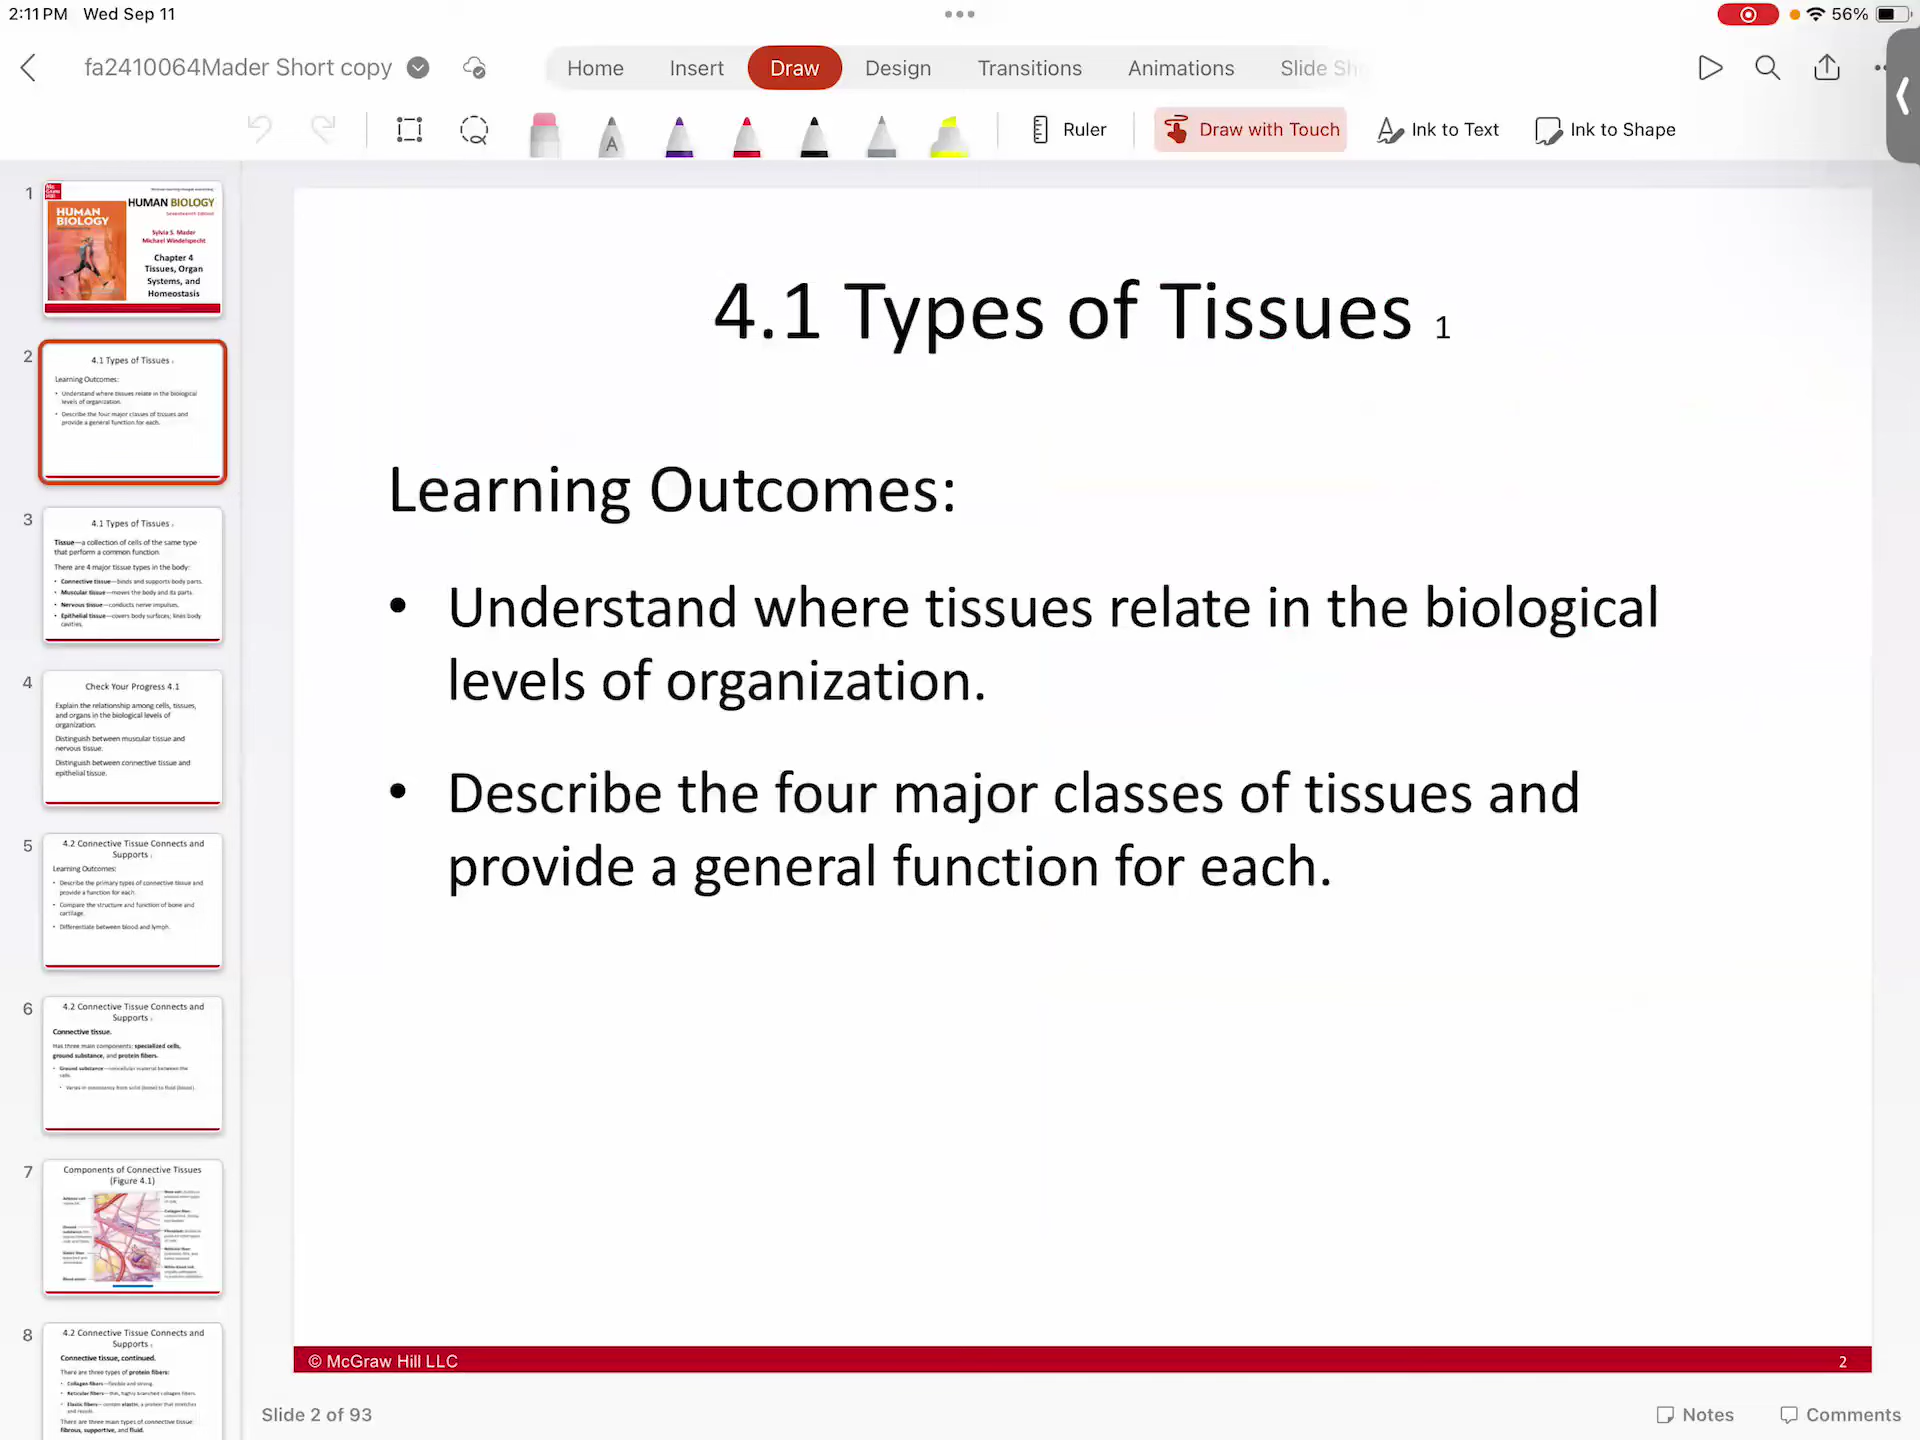 2:11 PM Wed Sep 11
56%
fa2410064Mader Short copy
Home Insert Draw Design Transitions Animations Slide Sh
Ruler Draw with Touch Ink to Text Ink to Shape
1
HUMAN BIOLOGY
HUMAN BIOLOGY
Sylvia S. Mader
Michael Windelspecht
Chapter 4
Tissues, Organ
Systems, and
Homeostasis
2
4.1 Types of Tissues
Learning Outcomes:
• Understand where tissues relate in the biological
levels of organization.
• Describe the four major classes of tissues and
provide a general function for each.
3
4.1 Types of Tissues
Tissue—a collection of cells of the same type
that perform a common function.
There are 4 major tissue types in the body:
• Connective tissue—binds and supports body parts.
• Muscular tissue—moves the body and its parts.
• Nervous tissue—conducts nerve impulses.
• Epithelial tissue—covers body surfaces; lines body
cavities.
4
Check Your Progress 4.1
Explain the relationship among cells, tissues,
and organs in the biological levels of
organization.
Distinguish between muscular tissue and
nervous tissue.
Distinguish between connective tissue and
epithelial tissue.
5
4.2 Connective Tissue Connects and
Supports
Learning Outcomes:
• Describe the primary types of connective tissue and
provide a function for each.
• Compare the structure and function of bone and
cartilage.
• Differentiate between blood and lymph.
6
4.2 Connective Tissue Connects and
Supports
Connective tissue.
Has three main components: specialized cells,
ground substance, and protein fibers.
• Ground substance—noncellular material between the
cells.
• Varies in consistency from solid (bone) to fluid (blood).
7
Components of Connective Tissues
(Figure 4.1)
8
4.2 Connective Tissue Connects and
Supports
Connective tissue, continued.
There are three types of protein fibers:
• Collagen fibers—flexible and strong.
• Reticular fibers—thin, highly branched collagen fibers.
• Elastic fibers—contain elastin, a protein that stretches
and recoils.
There are three main types of connective tissue:
fibrous, supportive, and fluid.
4.1 Types of Tissues 1
Learning Outcomes:
• Understand where tissues relate in the biological
levels of organization.
• Describe the four major classes of tissues and
provide a general function for each.
© McGraw Hill LLC
2
Slide 2 of 93
Notes Comments